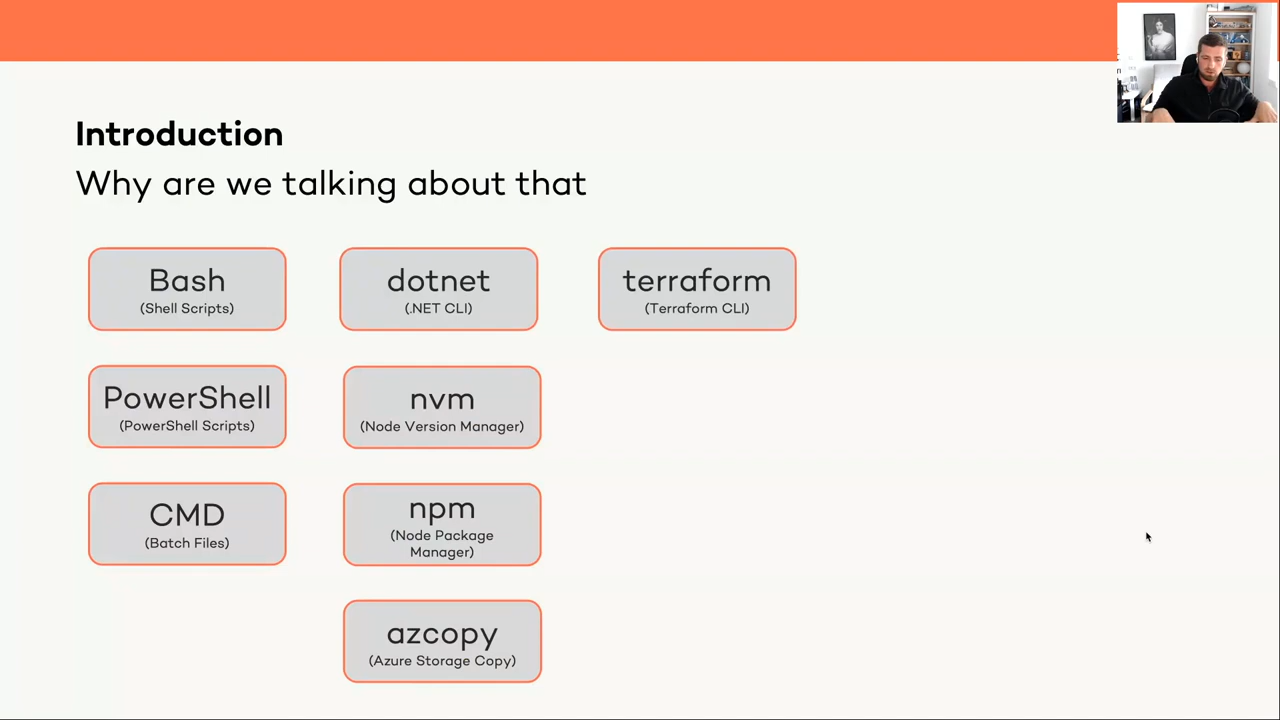 Introduction
Why are we talking about that
Bash
(Shell Scripts)
dotnet
(.NET CLI)
terraform
(Terraform CLI)
PowerShell
(PowerShell Scripts)
nvm
(Node Version Manager)
CMD
(Batch Files)
npm
(Node Package
Manager)
azcopy
(Azure Storage Copy)